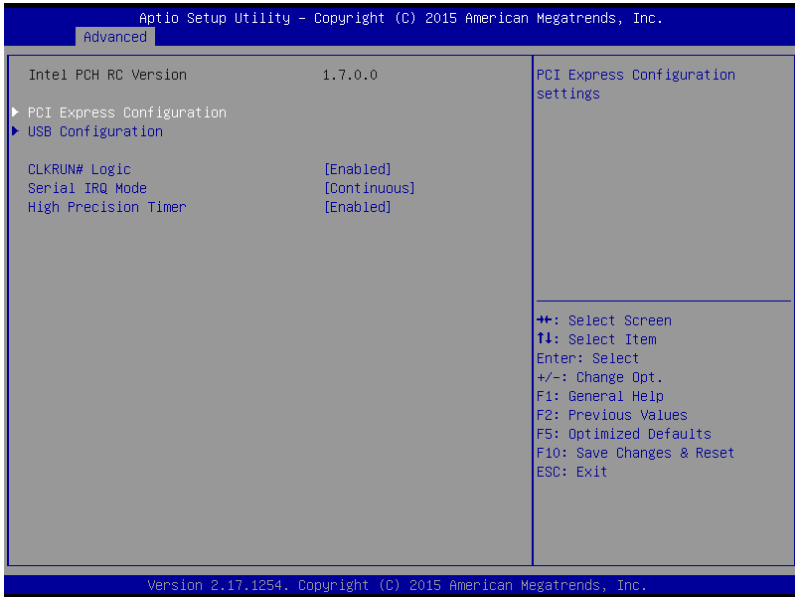 Aptio Setup Utility – Copyright (C) 2015 American Megatrends, Inc.
Advanced
Intel PCH RC Version 1.7.0.0
PCI Express Configuration
USB Configuration
CLKRUN# Logic [Enabled]
Serial IRQ Mode [Continuous]
High Precision Timer [Enabled]
PCI Express Configuration
settings
→←: Select Screen
↑↓: Select Item
Enter: Select
+/-: Change Opt.
F1: General Help
F2: Previous Values
F5: Optimized Defaults
F10: Save Changes & Reset
ESC: Exit
Version 2.17.1254. Copyright (C) 2015 American Megatrends, Inc.